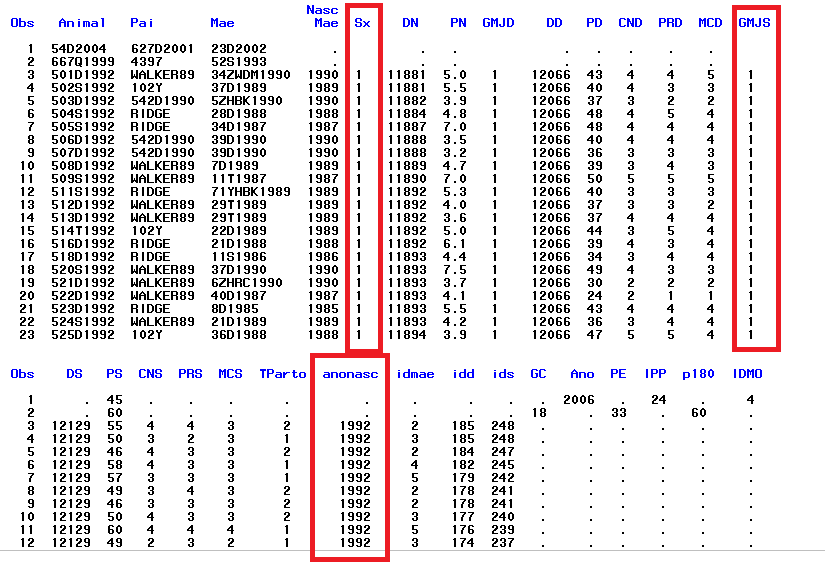 Nasc
Obs Animal Pai Mae Mae Sx DN PN GMJD DD PD CND PRD MCD GMJS
1 54D2004 627D2001 23D2002 . . . . . . . . . .
2 667Q1999 4397 52S1993 . . . . . . . . . .
3 501D1992 WALKER89 34ZWDM1990 1990 1 11881 5.0 1 12066 43 4 4 5 1
4 502S1992 102Y 37D1989 1989 1 11881 5.5 1 12066 40 4 3 3 1
5 503D1992 542D1990 5ZHBK1990 1990 1 11882 3.9 1 12066 37 3 2 2 1
6 504S1992 RIDGE 28D1988 1988 1 11884 4.8 1 12066 48 4 5 4 1
7 505S1992 RIDGE 34D1987 1987 1 11887 7.0 1 12066 48 4 4 4 1
8 506D1992 542D1990 39D1990 1990 1 11888 3.5 1 12066 40 4 4 4 1
9 507D1992 542D1990 39D1990 1990 1 11888 3.2 1 12066 36 3 3 3 1
10 508D1992 WALKER89 7D1989 1989 1 11889 4.7 1 12066 39 3 4 3 1
11 509S1992 WALKER89 11T1987 1987 1 11890 7.0 1 12066 50 5 5 5 1
12 511S1992 RIDGE 71YHBK1989 1989 1 11892 5.3 1 12066 40 3 3 3 1
13 512D1992 WALKER89 29T1989 1989 1 11892 4.0 1 12066 37 3 3 2 1
14 513D1992 WALKER89 29T1989 1989 1 11892 3.6 1 12066 37 4 4 4 1
15 514T1992 102Y 22D1989 1989 1 11892 5.0 1 12066 44 3 5 4 1
16 516D1992 RIDGE 21D1988 1988 1 11892 6.1 1 12066 39 4 3 4 1
17 518D1992 RIDGE 11S1986 1986 1 11893 4.4 1 12066 34 3 4 4 1
18 520S1992 WALKER89 37D1990 1990 1 11893 7.5 1 12066 49 4 3 3 1
19 521D1992 WALKER89 6ZHRC1990 1990 1 11893 3.7 1 12066 30 2 2 2 1
20 522D1992 WALKER89 40D1987 1987 1 11893 4.1 1 12066 24 2 1 1 1
21 523D1992 RIDGE 8D1985 1985 1 11893 5.5 1 12066 43 4 4 4 1
22 524S1992 WALKER89 21D1989 1989 1 11893 4.2 1 12066 36 3 4 4 1
23 525D1992 102Y 36D1988 1988 1 11894 3.9 1 12066 47 5 5 4 1
Obs DS PS CNS PRS MCS TParto anonasc idmae idd ids GC Ano PE IPP p180 IDMO
1 . 45 . . . . . . . . . 2006 . 24 . 4
2 . 60 . . . . . . . . 18 . 33 . 60 .
3 12129 55 4 4 3 2 1992 2 185 248 . . . . . .
4 12129 50 3 2 3 1 1992 3 185 248 . . . . . .
5 12129 46 4 3 3 2 1992 2 184 247 . . . . . .
6 12129 58 4 3 3 1 1992 4 182 245 . . . . . .
7 12129 57 3 3 3 1 1992 5 179 242 . . . . . .
8 12129 49 3 4 3 2 1992 2 178 241 . . . . . .
9 12129 46 3 3 3 2 1992 2 178 241 . . . . . .
10 12129 50 4 3 3 2 1992 3 177 240 . . . . . .
11 12129 60 4 4 4 1 1992 5 176 239 . . . . . .
12 12129 49 2 3 2 1 1992 3 174 237 . . . . . .